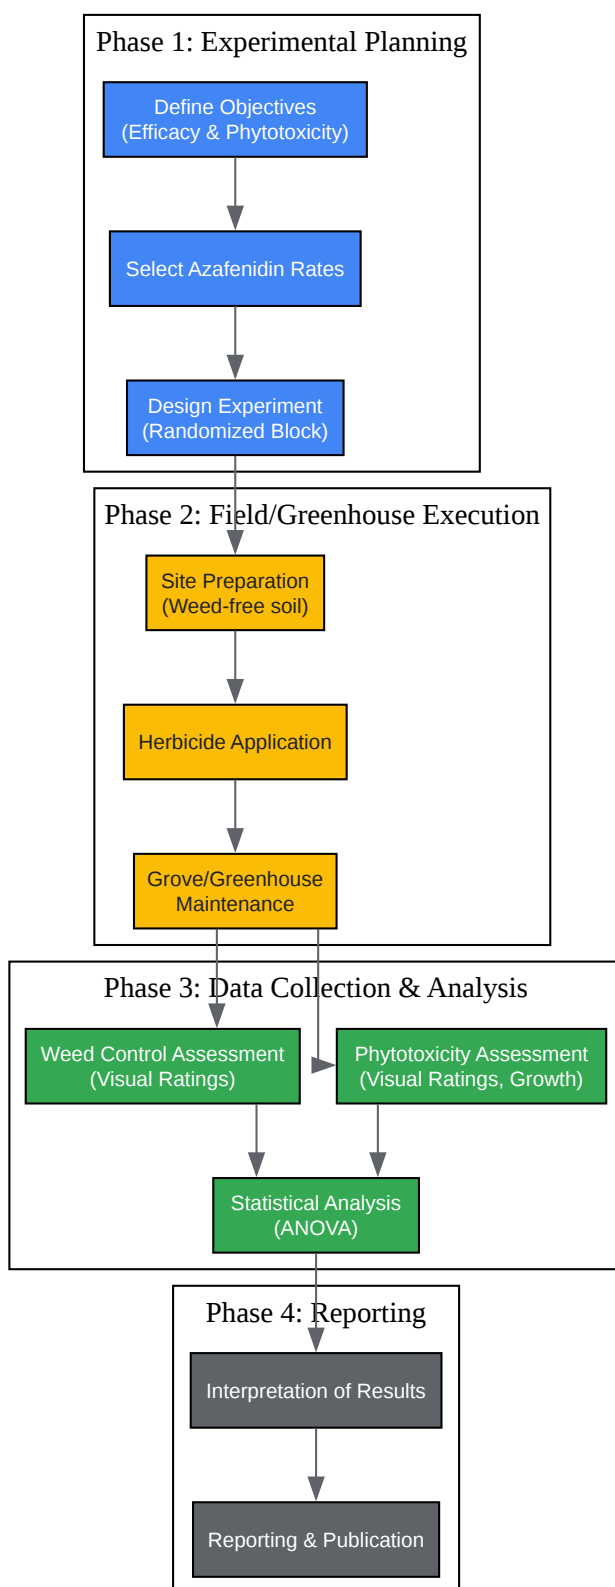 Phase 1: Experimental Planning
Define Objectives
(Efficacy & Phytotoxicity)
Select Azafenidin Rates
Design Experiment
(Randomized Block)
Phase 2: Field/Greenhouse Execution
Site Preparation
(Weed-free soil)
Herbicide Application
Grove/Greenhouse
Maintenance
Phase 3: Data Collection & Analysis
Weed Control Assessment
(Visual Ratings)
Phytotoxicity Assessment
(Visual Ratings, Growth)
Statistical Analysis
(ANOVA)
Phase 4: Reporting
Interpretation of Results
Reporting & Publication